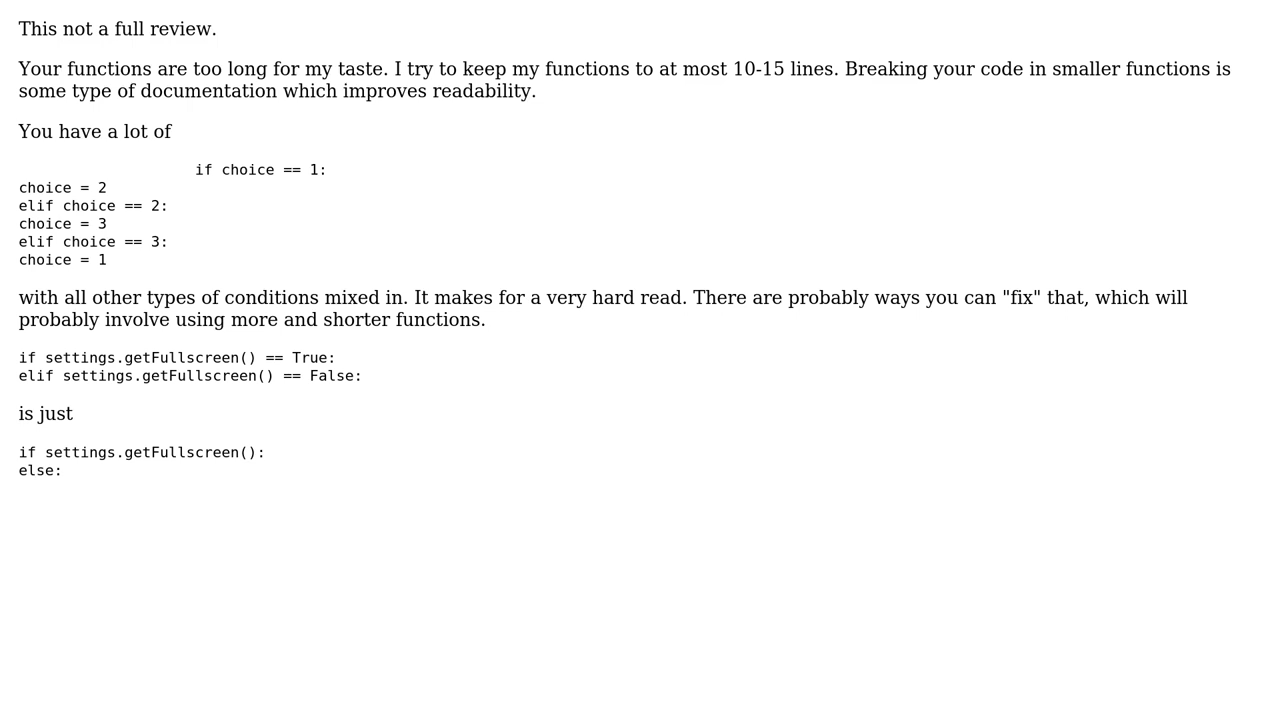 This not a full review.
Your functions are too long for my taste. I try to keep my functions to at most 10-15 lines. Breaking your code in smaller functions is
some type of documentation which improves readability.
You have a lot of
if choice == 1:
choice = 2
elif choice == 2:
choice = 3
elif choice == 3:
choice = 1
with all other types of conditions mixed in. It makes for a very hard read. There are probably ways you can "fix" that, which will
probably involve using more and shorter functions.
if settings.getFullscreen() == True:
elif settings.getFullscreen() == False:
is just
if settings.getFullscreen():
else: